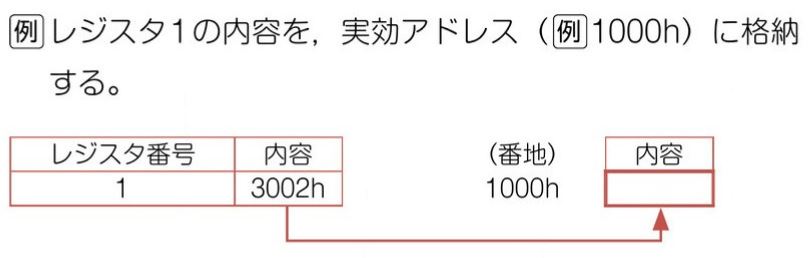 例 レジスタ1の内容を，実効アドレス（例 1000h）に格納
する。
レジスタ番号 内容 （番地） 内容
1 3002h 1000h